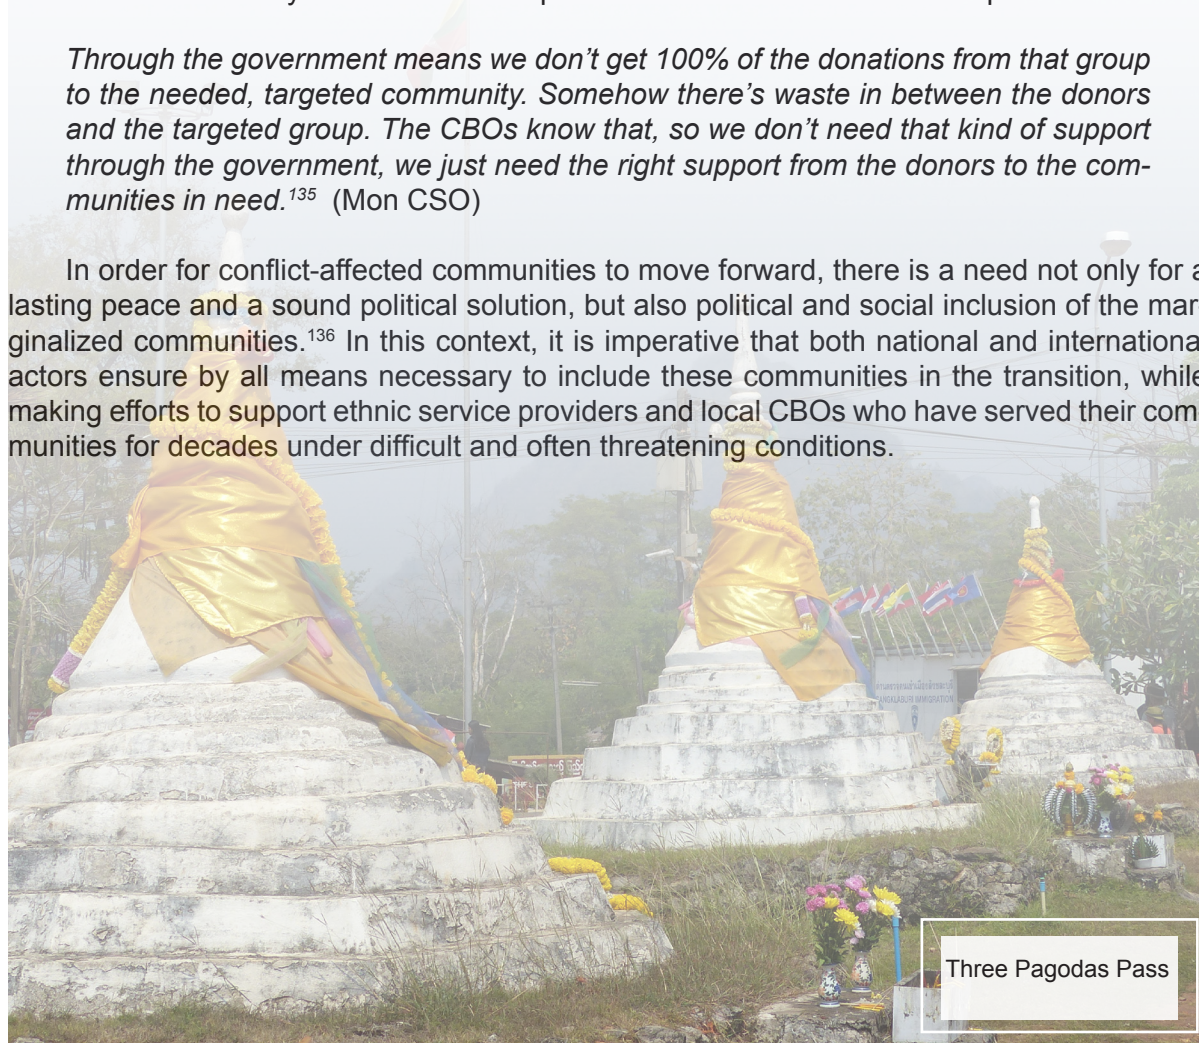 Through the government means we don’t get 100% of the donations from that group
to the needed, targeted community. Somehow there’s waste in between the donors
and the targeted group. The CBOs know that, so we don’t need that kind of support
through the government, we just need the right support from the donors to the com-
munities in need.135 (Mon CSO)
In order for conflict-affected communities to move forward, there is a need not only for a
lasting peace and a sound political solution, but also political and social inclusion of the mar-
ginalized communities.136 In this context, it is imperative that both national and internationa
actors ensure by all means necessary to include these communities in the transition, while
making efforts to support ethnic service providers and local CBOs who have served their com
munities for decades under difficult and often threatening conditions.
SANGKLABURI IMMIGRATION
Three Pagodas Pass